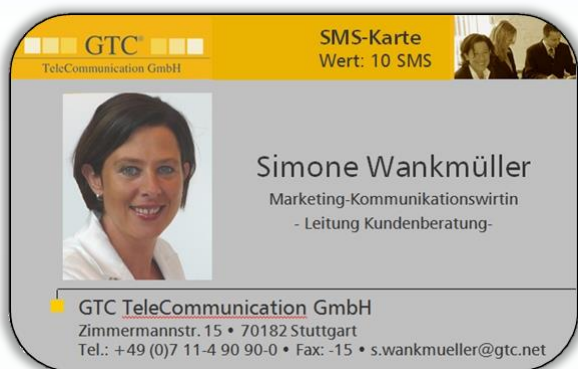 GTC®
TeleCommunication GmbH
SMS-Karte
Wert: 10 SMS
Simone Wankmüller
Marketing-Kommunikationswirtin
- Leitung Kundenberatung-
GTC TeleCommunication GmbH
Zimmermannstr. 15 • 70182 Stuttgart
Tel.: +49 (0)7 11-4 90 90-0 • Fax: -15 • s.wankmueller@gtc.net